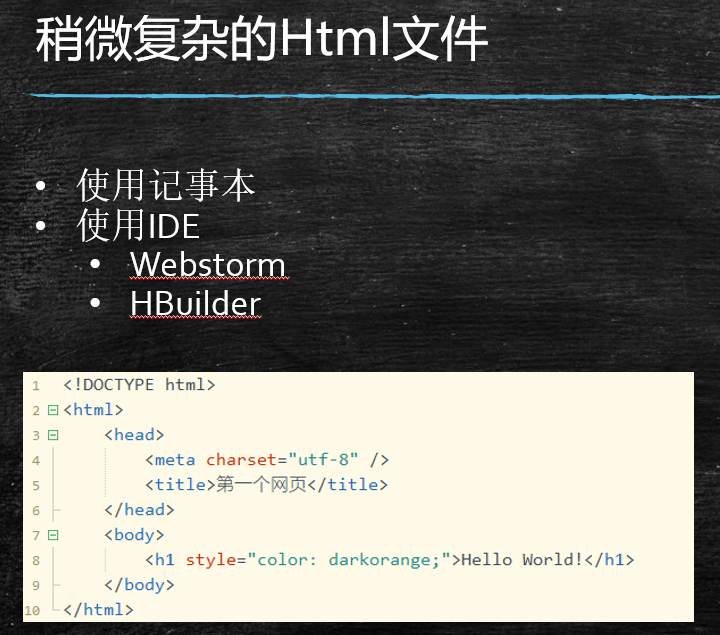 稍微复杂的Html文件
• 使用记事本
• 使用IDE
• Webstorm
• HBuilder
1 <!DOCTYPE html>
2 <html>
3 <head>
4 <meta charset="utf-8" />
5 <title>第一个网页</title>
6 </head>
7 <body>
8 <h1 style="color: darkorange;">Hello World!</h1>
9 </body>
10 </html>